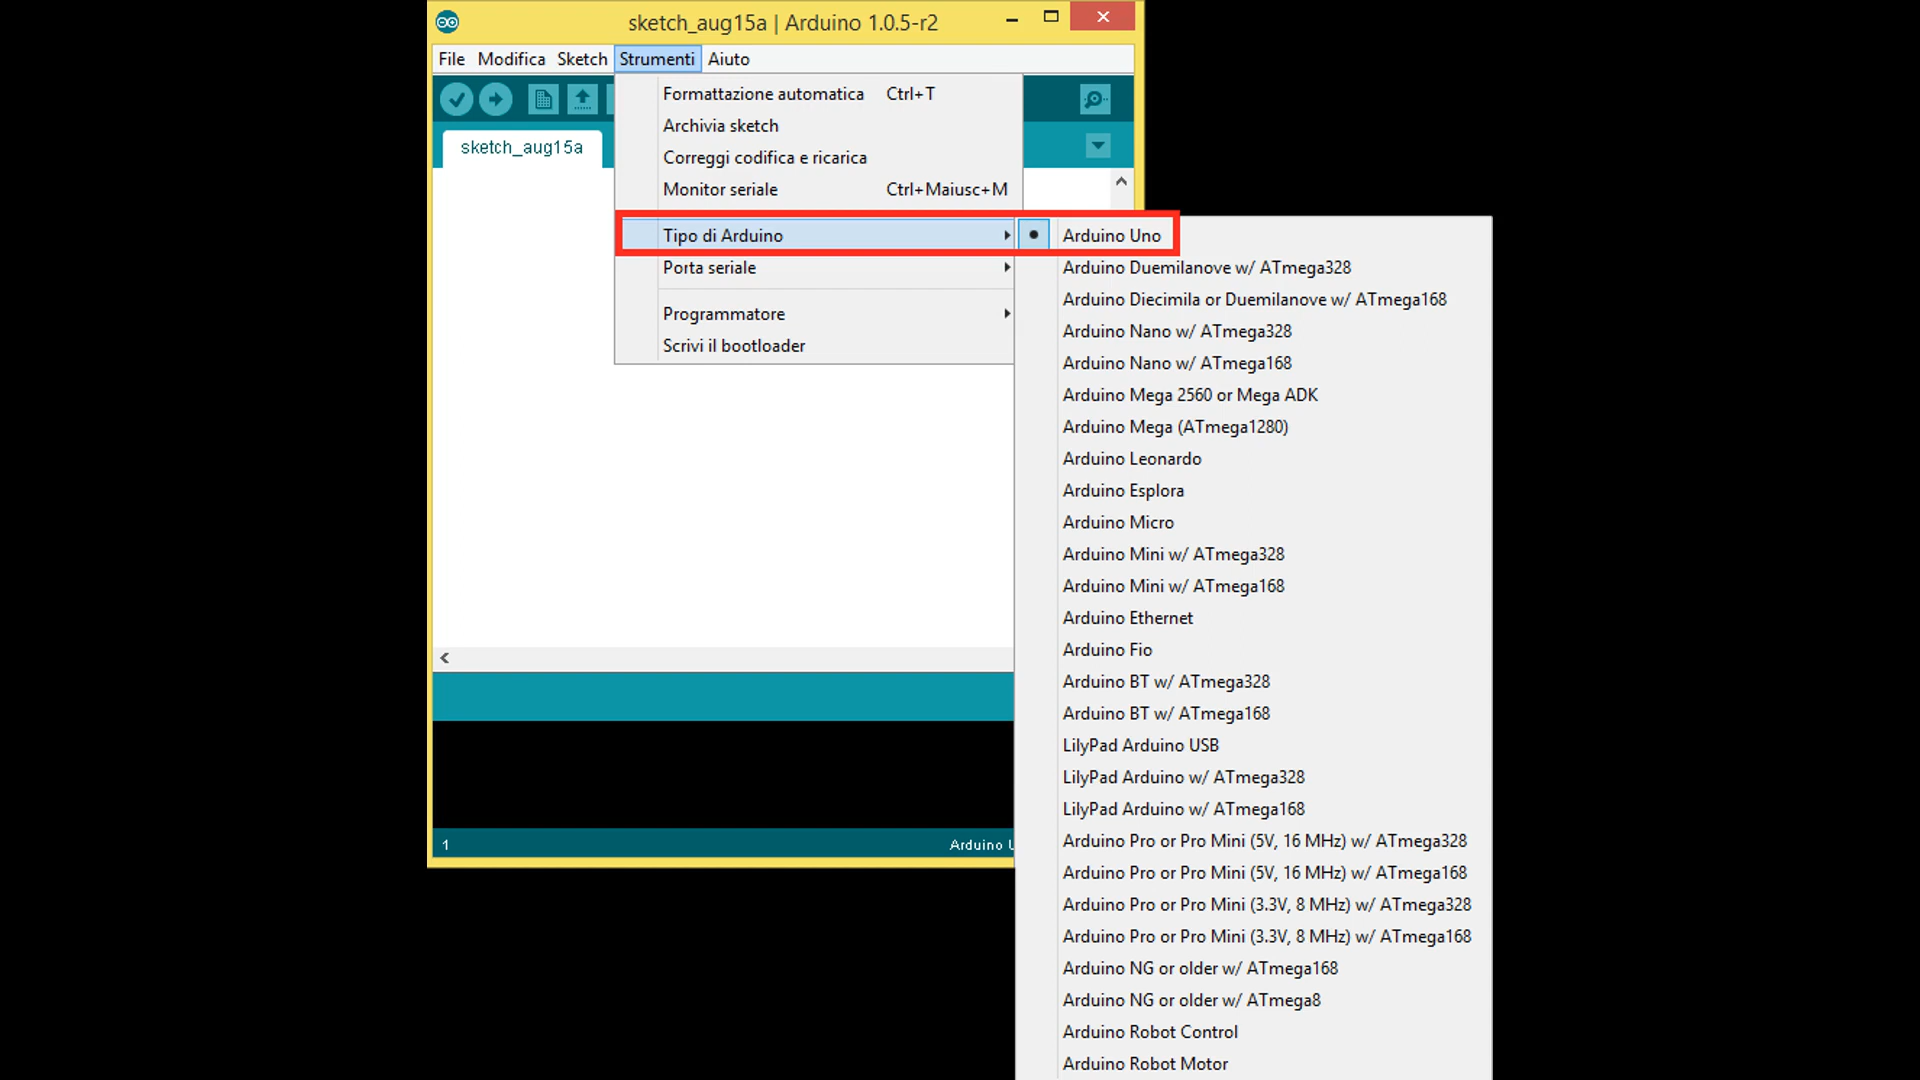 sketch_aug15a | Arduino 1.0.5-r2
File Modifica Sketch Strumenti Aiuto
Formattazione automatica Ctrl+T
Archivia sketch
sketch_aug15a
Correggi codifica e ricarica
Monitor seriale Ctrl+Maiusc+M
Tipo di Arduino
Porta seriale
Programmatore
Scrivi il bootloader
Arduino Uno
Arduino Duemilanove w/ ATmega328
Arduino Diecimila or Duemilanove w/ ATmega168
Arduino Nano w/ ATmega328
Arduino Nano w/ ATmega168
Arduino Mega 2560 or Mega ADK
Arduino Mega (ATmega1280)
Arduino Leonardo
Arduino Esplora
Arduino Micro
Arduino Mini w/ ATmega328
Arduino Mini w/ ATmega168
Arduino Ethernet
Arduino Fio
Arduino BT w/ ATmega328
Arduino BT w/ ATmega168
LilyPad Arduino USB
LilyPad Arduino w/ ATmega328
LilyPad Arduino w/ ATmega168
Arduino Pro or Pro Mini (5V, 16 MHz) w/ ATmega328
Arduino Pro or Pro Mini (5V, 16 MHz) w/ ATmega168
Arduino Pro or Pro Mini (3.3V, 8 MHz) w/ ATmega328
Arduino Pro or Pro Mini (3.3V, 8 MHz) w/ ATmega168
Arduino NG or older w/ ATmega168
Arduino NG or older w/ ATmega8
Arduino Robot Control
Arduino Robot Motor
1 Arduino